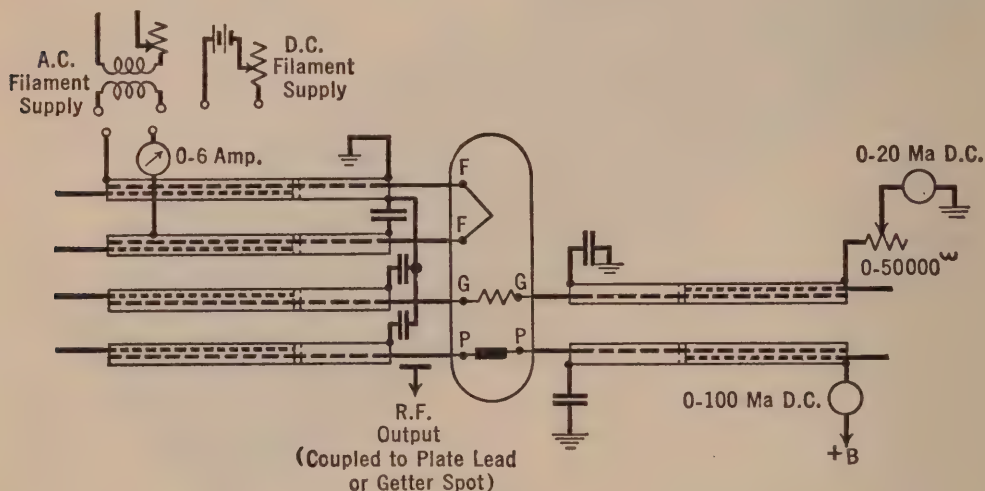 A.C.
Filament
Supply
D.C.
Filament
Supply
0-6 Amp.
0-20 Ma D.C.
F
F
0-50000ω
G
G
P
P
0-100 Ma D.C.
R.F.
Output
(Coupled to Plate Lead
or Getter Spot)
+B